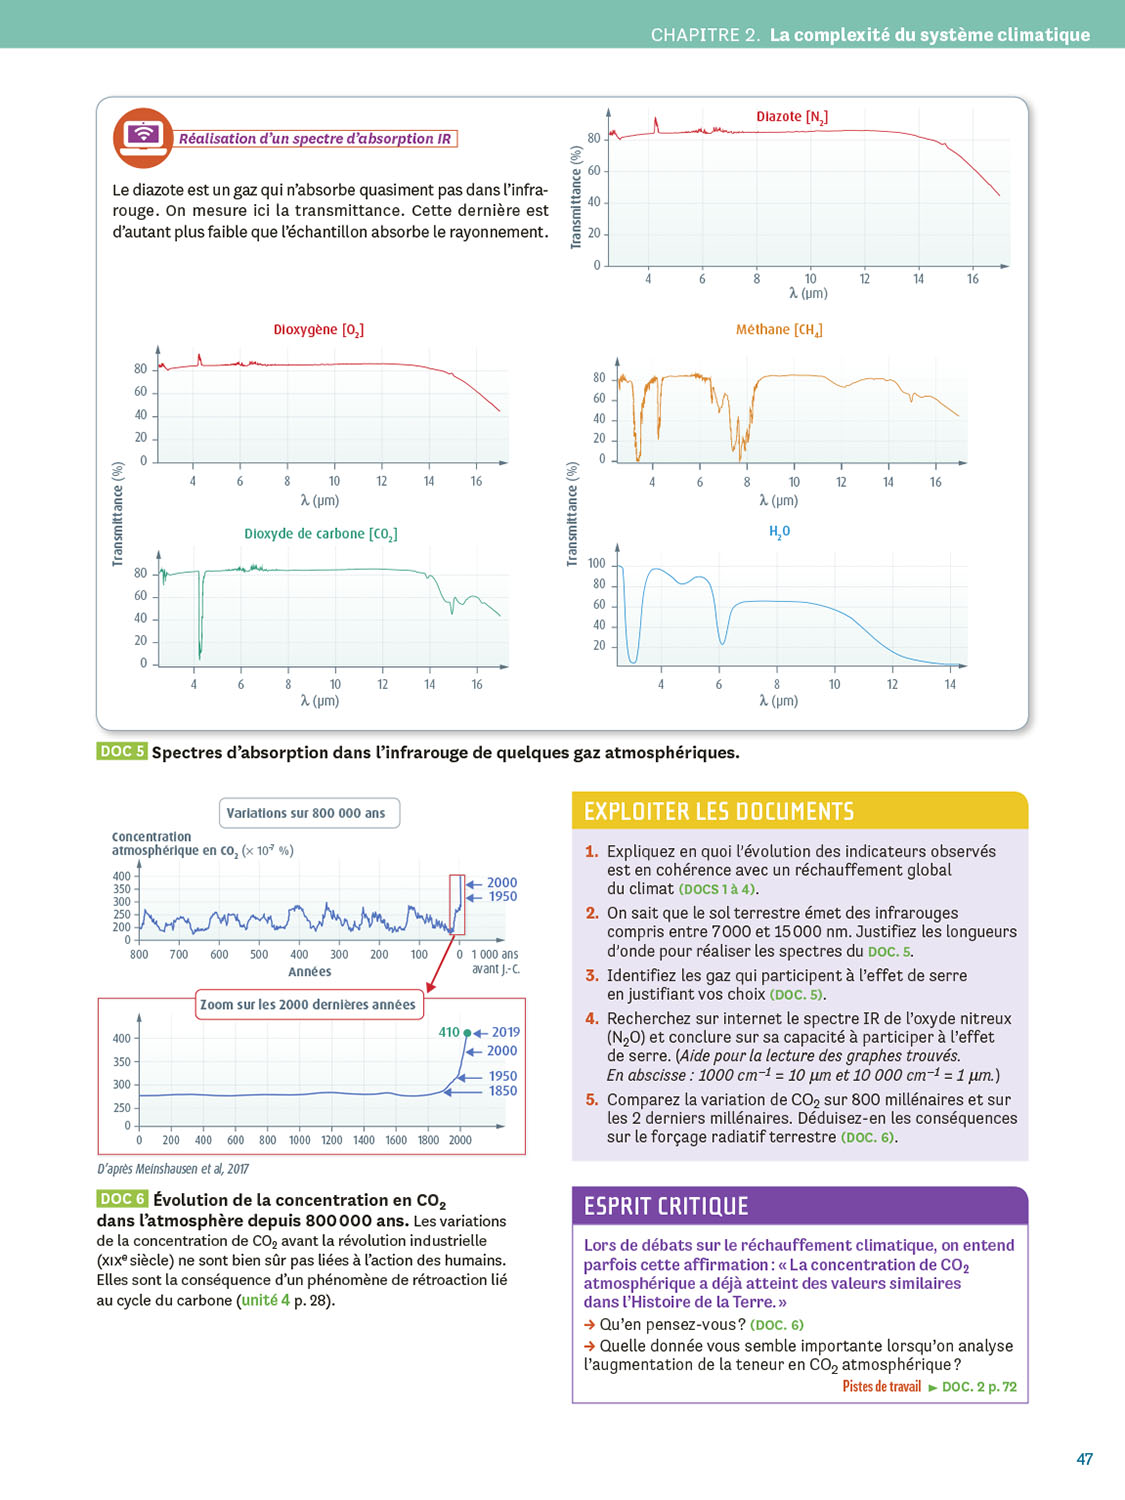 CHAPITRE 2. La complexité du système climatique
Réalisation d'un spectre d'absorption IR
Le diazote est un gaz qui n'absorbe quasiment pas dans l'infra-
rouge. On mesure ici la transmittance. Cette dernière est
d'autant plus faible que l'échantillon absorbe le rayonnement.
Diazote [N2]
Transmittance (%)
80
60
40
20
0
4 6 8 10 12 14 16
λ (µm)
Dioxygène [O2]
80
60
40
20
0
4 6 8 10 12 14 16
λ (µm)
Méthane [CH4]
80
60
40
20
0
4 6 8 10 12 14 16
λ (µm)
Transmittance (%)
Dioxyde de carbone [CO2]
80
60
40
20
0
4 6 8 10 12 14 16
λ (µm)
Transmittance (%)
H2O
100
80
60
40
20
4 6 8 10 12 14
λ (µm)
DOC 5 Spectres d'absorption dans l'infrarouge de quelques gaz atmosphériques.
Variations sur 800 000 ans
Concentration
atmosphérique en CO2 (× 10-7 %)
400
350
300
250
200
0
2000
1950
800 700 600 500 400 300 200 100 0 1 000 ans
avant J.-C.
Années
Zoom sur les 2000 dernières années
400
350
300
250
0
410 2019
2000
1950
1850
0 200 400 600 800 1000 1200 1400 1600 1800 2000
D'après Meinshausen et al, 2017
DOC 6 Évolution de la concentration en CO2
dans l'atmosphère depuis 800 000 ans. Les variations
de la concentration de CO2 avant la révolution industrielle
(XIXe siècle) ne sont bien sûr pas liées à l'action des humains.
Elles sont la conséquence d'un phénomène de rétroaction lié
au cycle du carbone (unité 4 p. 28).
EXPLOITER LES DOCUMENTS
1. Expliquez en quoi l'évolution des indicateurs observés
est en cohérence avec un réchauffement global
du climat (DOCS 1 à 4).
2. On sait que le sol terrestre émet des infrarouges
compris entre 7 000 et 15 000 nm. Justifiez les longueurs
d'onde pour réaliser les spectres du DOC. 5.
3. Identifiez les gaz qui participent à l'effet de serre
en justifiant vos choix (DOC. 5).
4. Recherchez sur internet le spectre IR de l'oxyde nitreux
(N2O) et conclure sur sa capacité à participer à l'effet
de serre. (Aide pour la lecture des graphes trouvés.
En abscisse : 1000 cm–1 = 10 µm et 10 000 cm–1 = 1 µm.)
5. Comparez la variation de CO2 sur 800 millénaires et sur
les 2 derniers millénaires. Déduisez-en les conséquences
sur le forçage radiatif terrestre (DOC. 6).
ESPRIT CRITIQUE
Lors de débats sur le réchauffement climatique, on entend
parfois cette affirmation : « La concentration de CO2
atmosphérique a déjà atteint des valeurs similaires
dans l'Histoire de la Terre. »
→ Qu'en pensez-vous ? (DOC. 6)
→ Quelle donnée vous semble importante lorsqu'on analyse
l'augmentation de la teneur en CO2 atmosphérique ?
Pistes de travail ► DOC. 2 p. 72
47